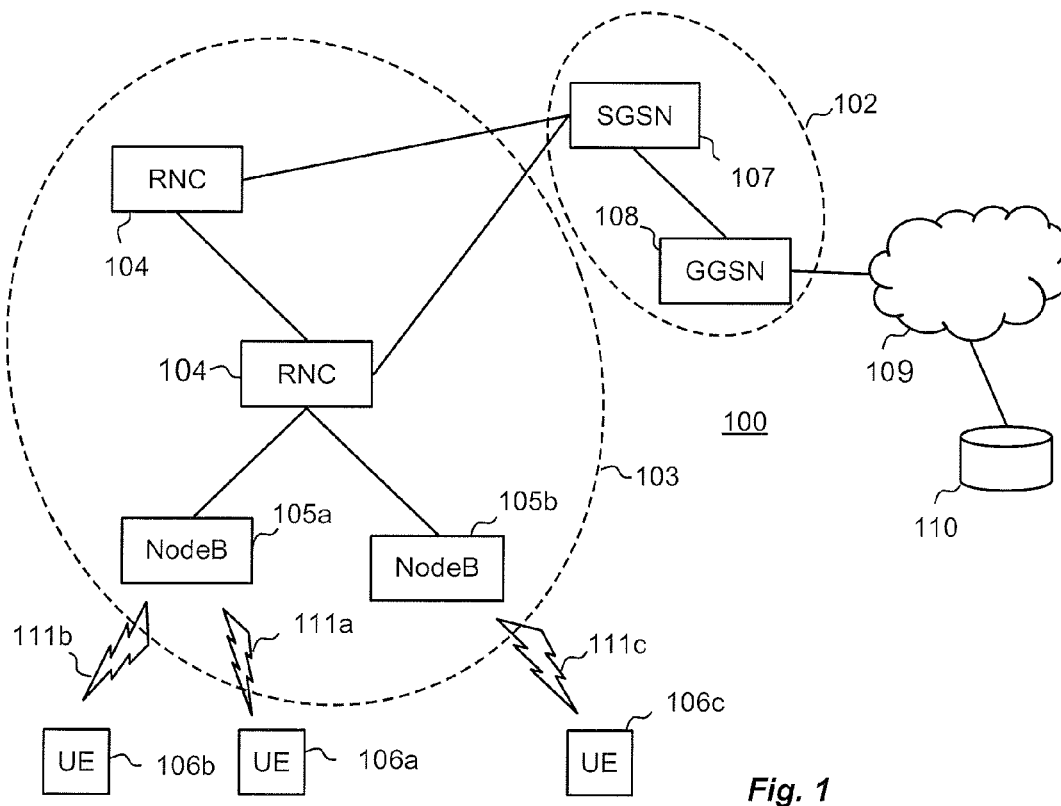 SGSN
102
RNC
107
108
104
GGSN
104
RNC
109
100
103
105a
105b
110
NodeB
NodeB
111b
111a
111c
106c
UE
106b
UE
106a
UE
Fig. 1